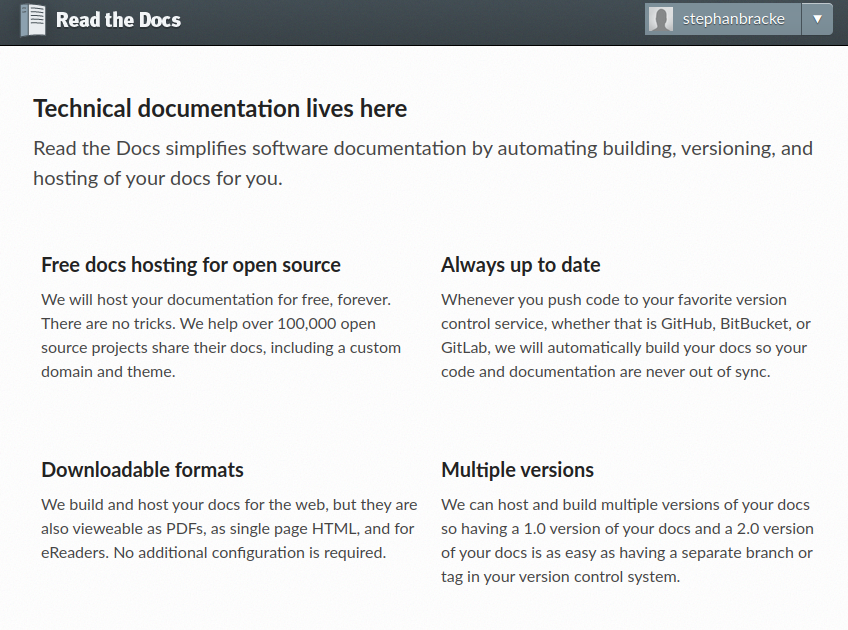 Read the Docs
stephanbracke
Technical documentation lives here
Read the Docs simplifies software documentation by automating building, versioning, and
hosting of your docs for you.
Free docs hosting for open source
We will host your documentation for free, forever.
There are no tricks. We help over 100,000 open
source projects share their docs, including a custom
domain and theme.
Always up to date
Whenever you push code to your favorite version
control service, whether that is GitHub, BitBucket, or
GitLab, we will automatically build your docs so your
code and documentation are never out of sync.
Downloadable formats
We build and host your docs for the web, but they are
also vieweable as PDFs, as single page HTML, and for
eReaders. No additional configuration is required.
Multiple versions
We can host and build multiple versions of your docs
so having a 1.0 version of your docs and a 2.0 version
of your docs is as easy as having a separate branch or
tag in your version control system.